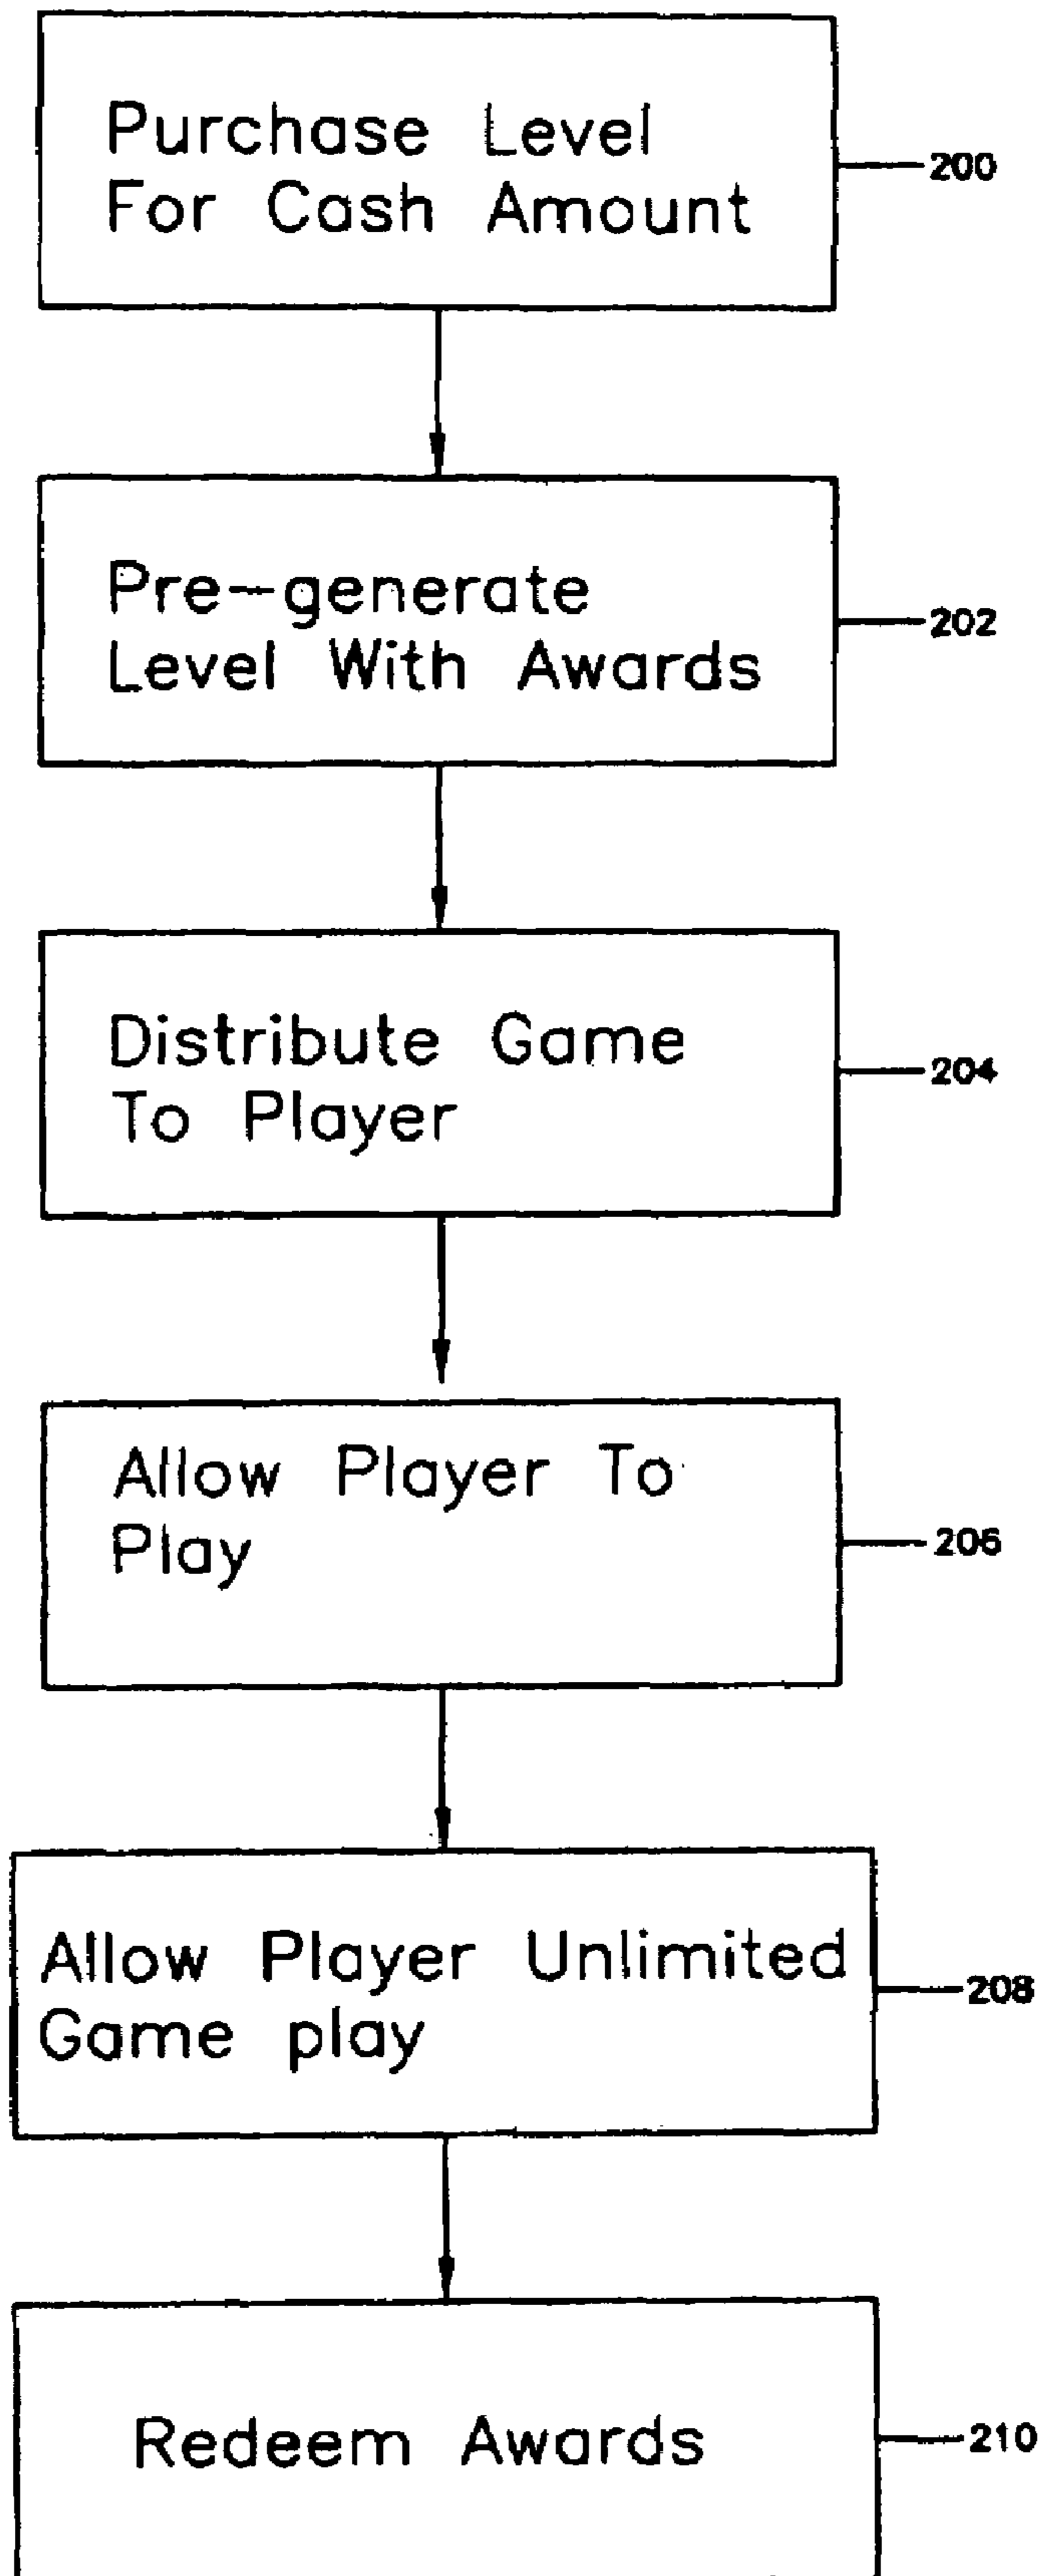 Purchase Level
For Cash Amount
200
Pre-generate
Level With Awards
202
Distribute Game
To Player
204
Allow Player To
Play
206
Allow Player Unlimited
Game play
208
Redeem Awards
210